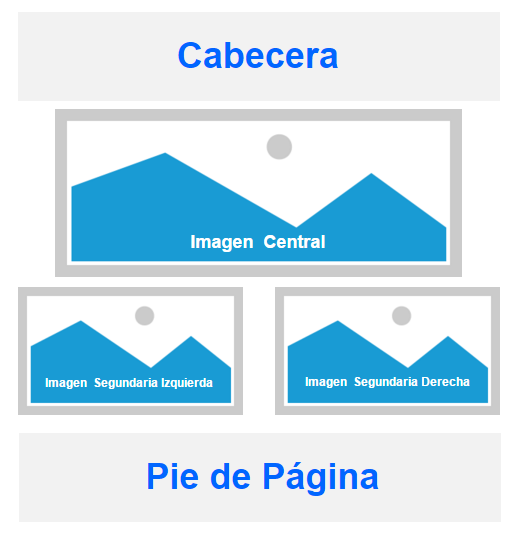 Cabecera
Imagen  Central
Imagen  Segundaria Izquierda
Imagen  Segundaria Derecha
Pie de Página